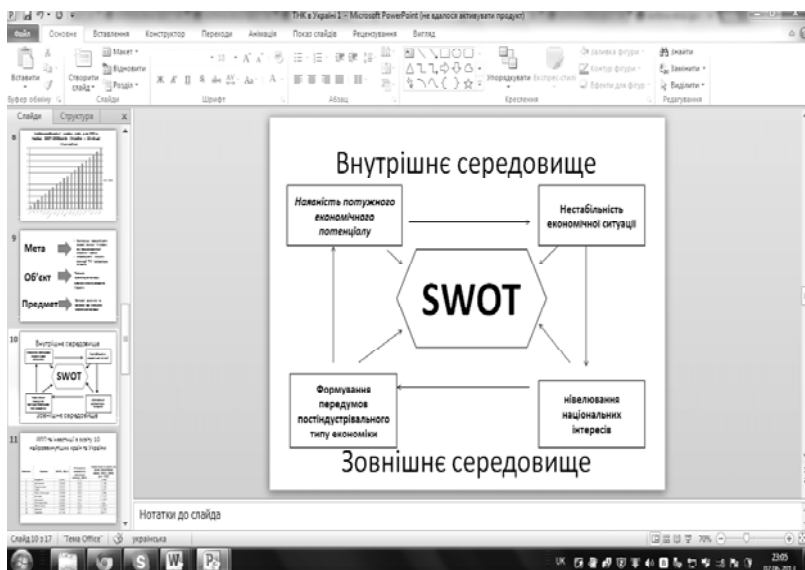 ТНК в Україні 1 - Microsoft PowerPoint (не вдалося активувати продукт)
Файл Основне Вставлення Конструктор Переходи Анімація Показ слайдів Рецензування Вигляд
Вставити
Створити слайд
Макет
Відновити
Розділ
Упорядкувати Експрес-стилі
Заливка фігури
Контур фігури
Ефекти для фігур
Знайти
Замінити
Виділити
Буфер обміну Слайди Шрифт Абзац Креслення Редагування
Слайди Структура
8
9
Мета
Об'єкт
Предмет
10
Внутрішнє середовище
SWOT
Зовнішнє середовище
11
Внутрішнє середовище
Наявність потужного
економічного
потенціалу
Нестабільність
економічної ситуації
SWOT
Формування
передумов
постіндустрівального
типу економіки
нівелювання
національних
інтересів
Зовнішнє середовище
Нотатки до слайда
Слайд 10 з 17 "Тема Office" українська 70%
UK 23:05